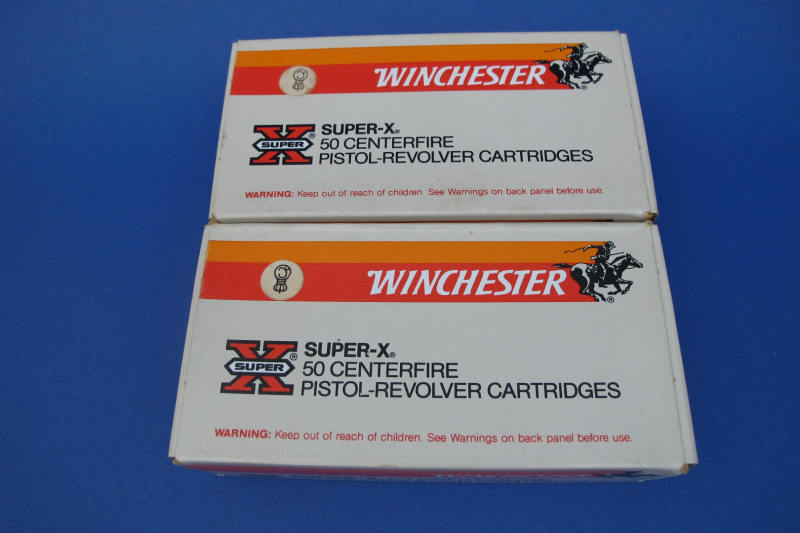 WINCHESTER
®
X SUPER ®
SUPER-X®
50 CENTERFIRE
PISTOL-REVOLVER CARTRIDGES
WARNING: Keep out of reach of children. See Warnings on back panel before use.
WINCHESTER
®
X SUPER ®
SUPER-X®
50 CENTERFIRE
PISTOL-REVOLVER CARTRIDGES
WARNING: Keep out of reach of children. See Warnings on back panel before use.